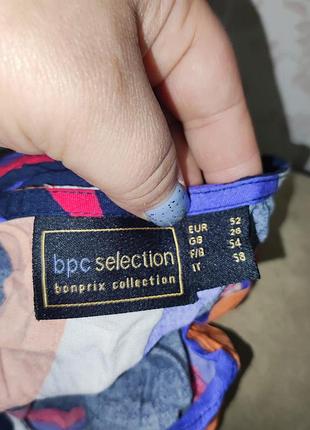 bpc selection
bonprix collection
EUR 52
GB 26
F/B 54
IT 58